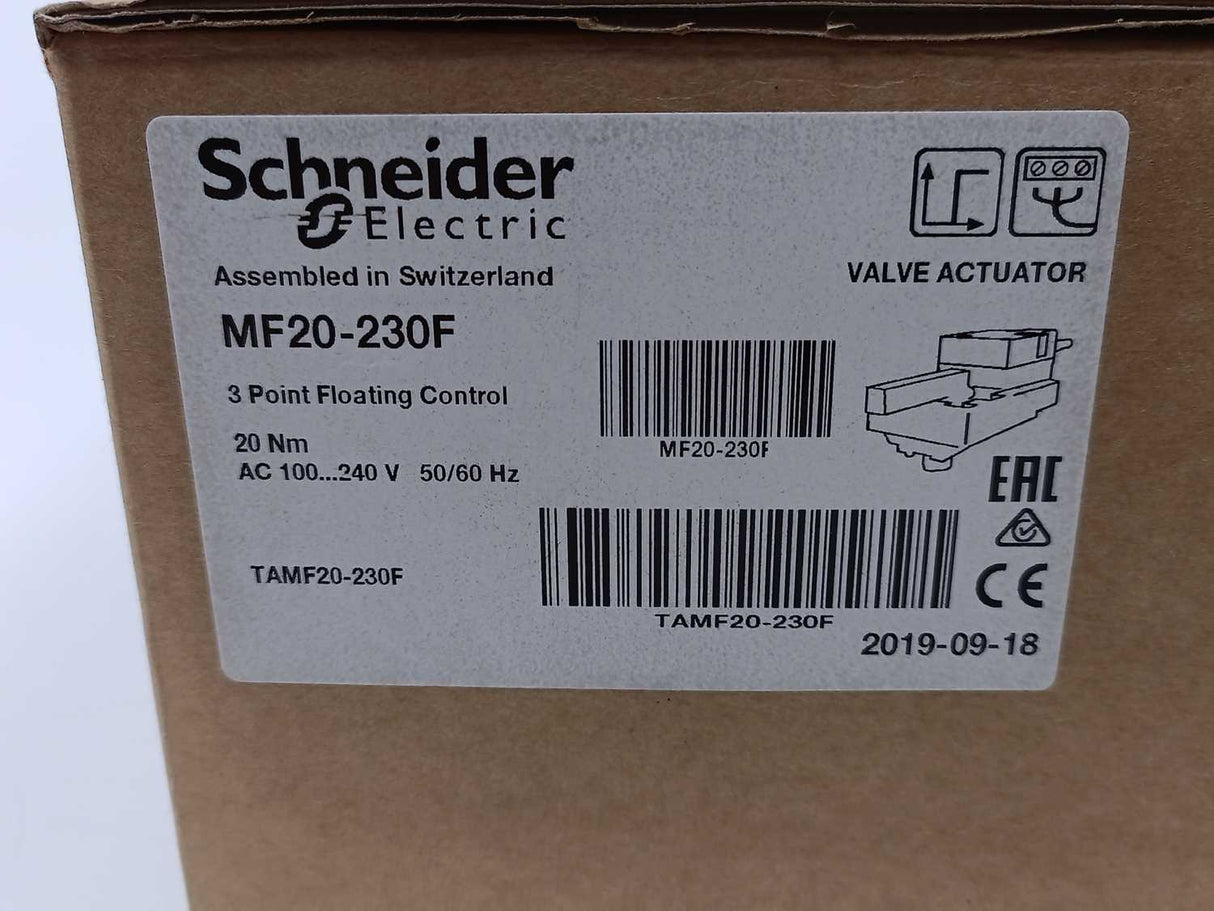 Schneider
Electric
Assembled in Switzerland
VALVE ACTUATOR
MF20-230F
3 Point Floating Control
20 Nm
AC 100...240 V 50/60 Hz
MF20-230F
EAC
TAMF20-230F
TAMF20-230F
CE
2019-09-18